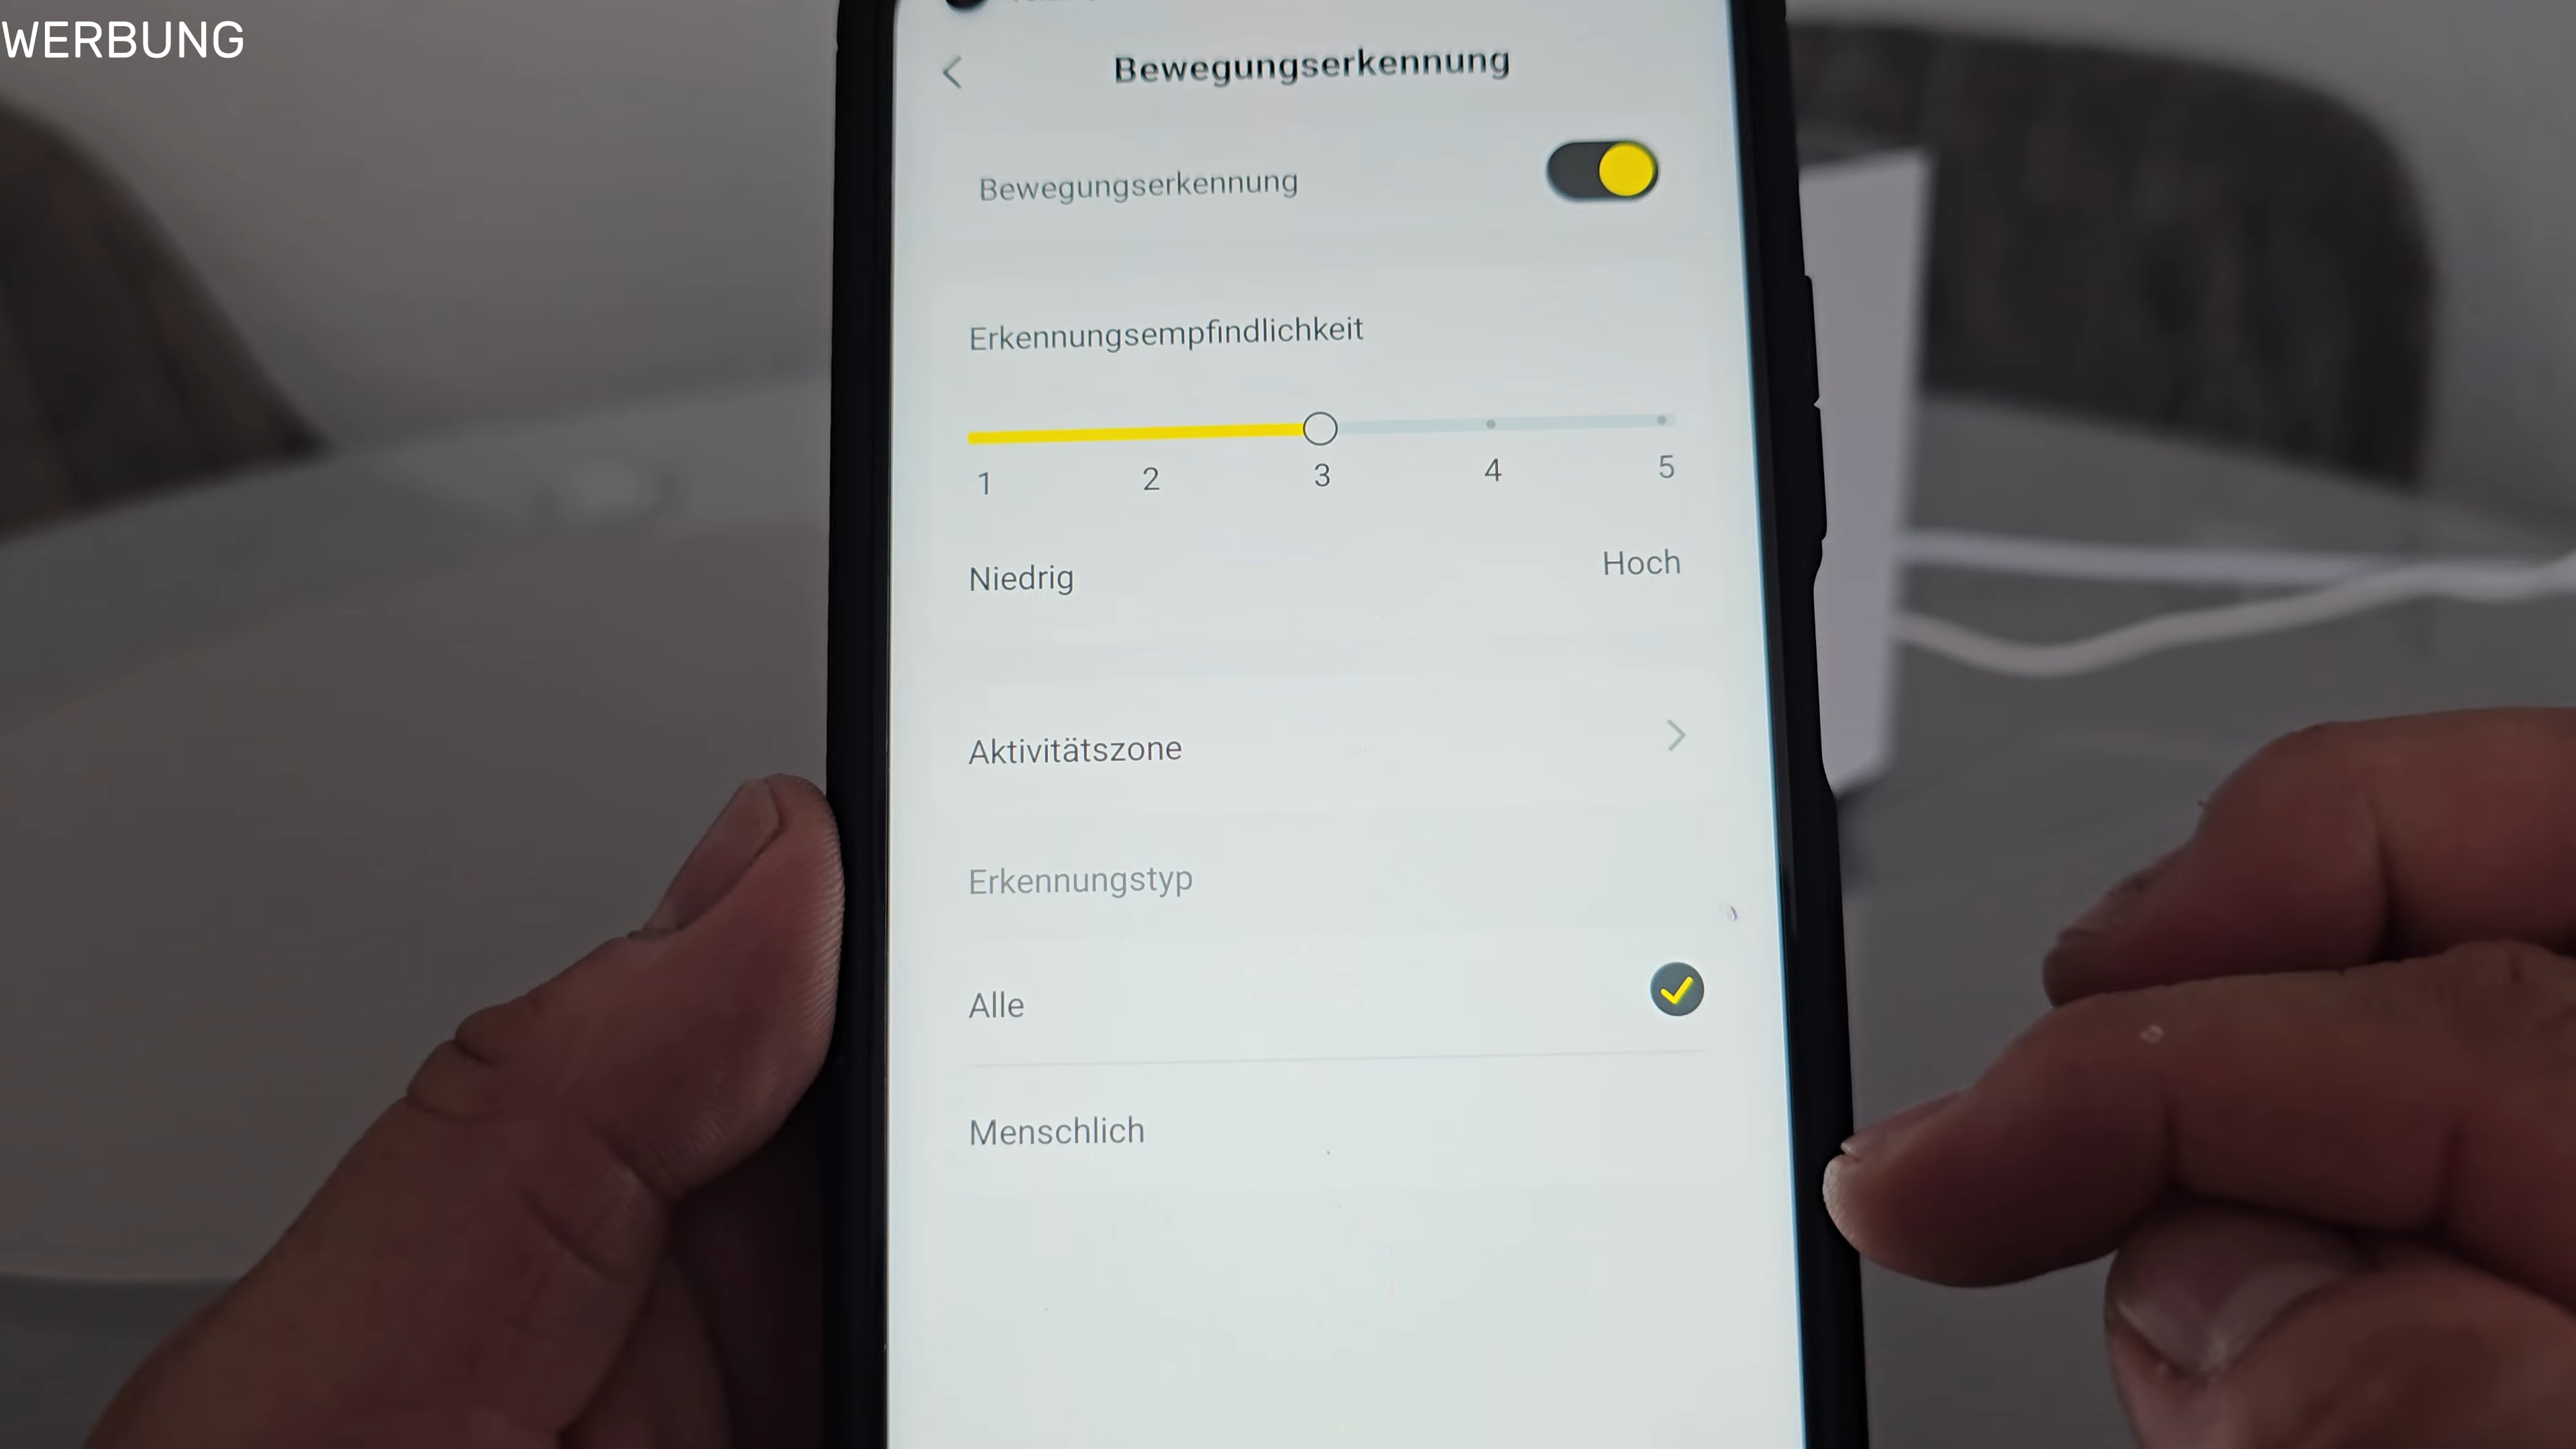 WERBUNG
Bewegungserkennung
Bewegungserkennung
Erkennungsempfindlichkeit
1 2 3 4 5
Niedrig Hoch
Aktivitätszone
Erkennungstyp
Alle
Menschlich